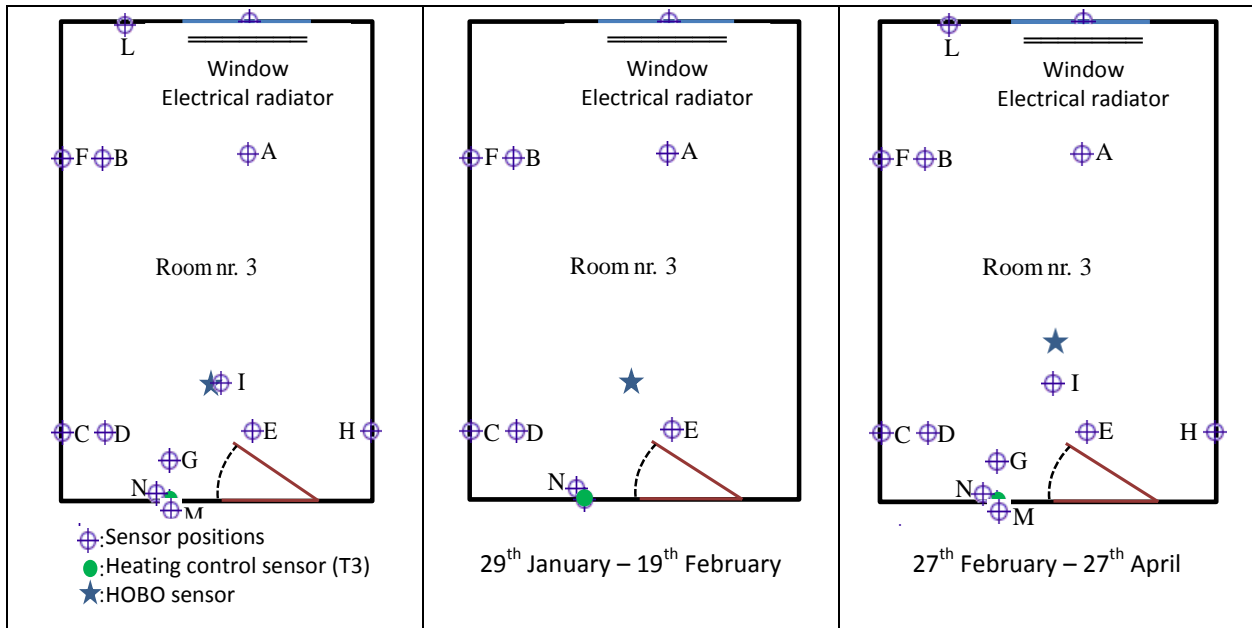 L
Window
Electrical radiator
F
B
A
Room nr. 3
I
C
D
E
H
G
N
M
:Sensor positions
:Heating control sensor (T3)
:HOBO sensor
Window
Electrical radiator
F
B
A
Room nr. 3
C
D
E
N
29th January – 19th February
L
Window
Electrical radiator
F
B
A
Room nr. 3
I
C
D
E
H
G
N
M
27th February – 27th April